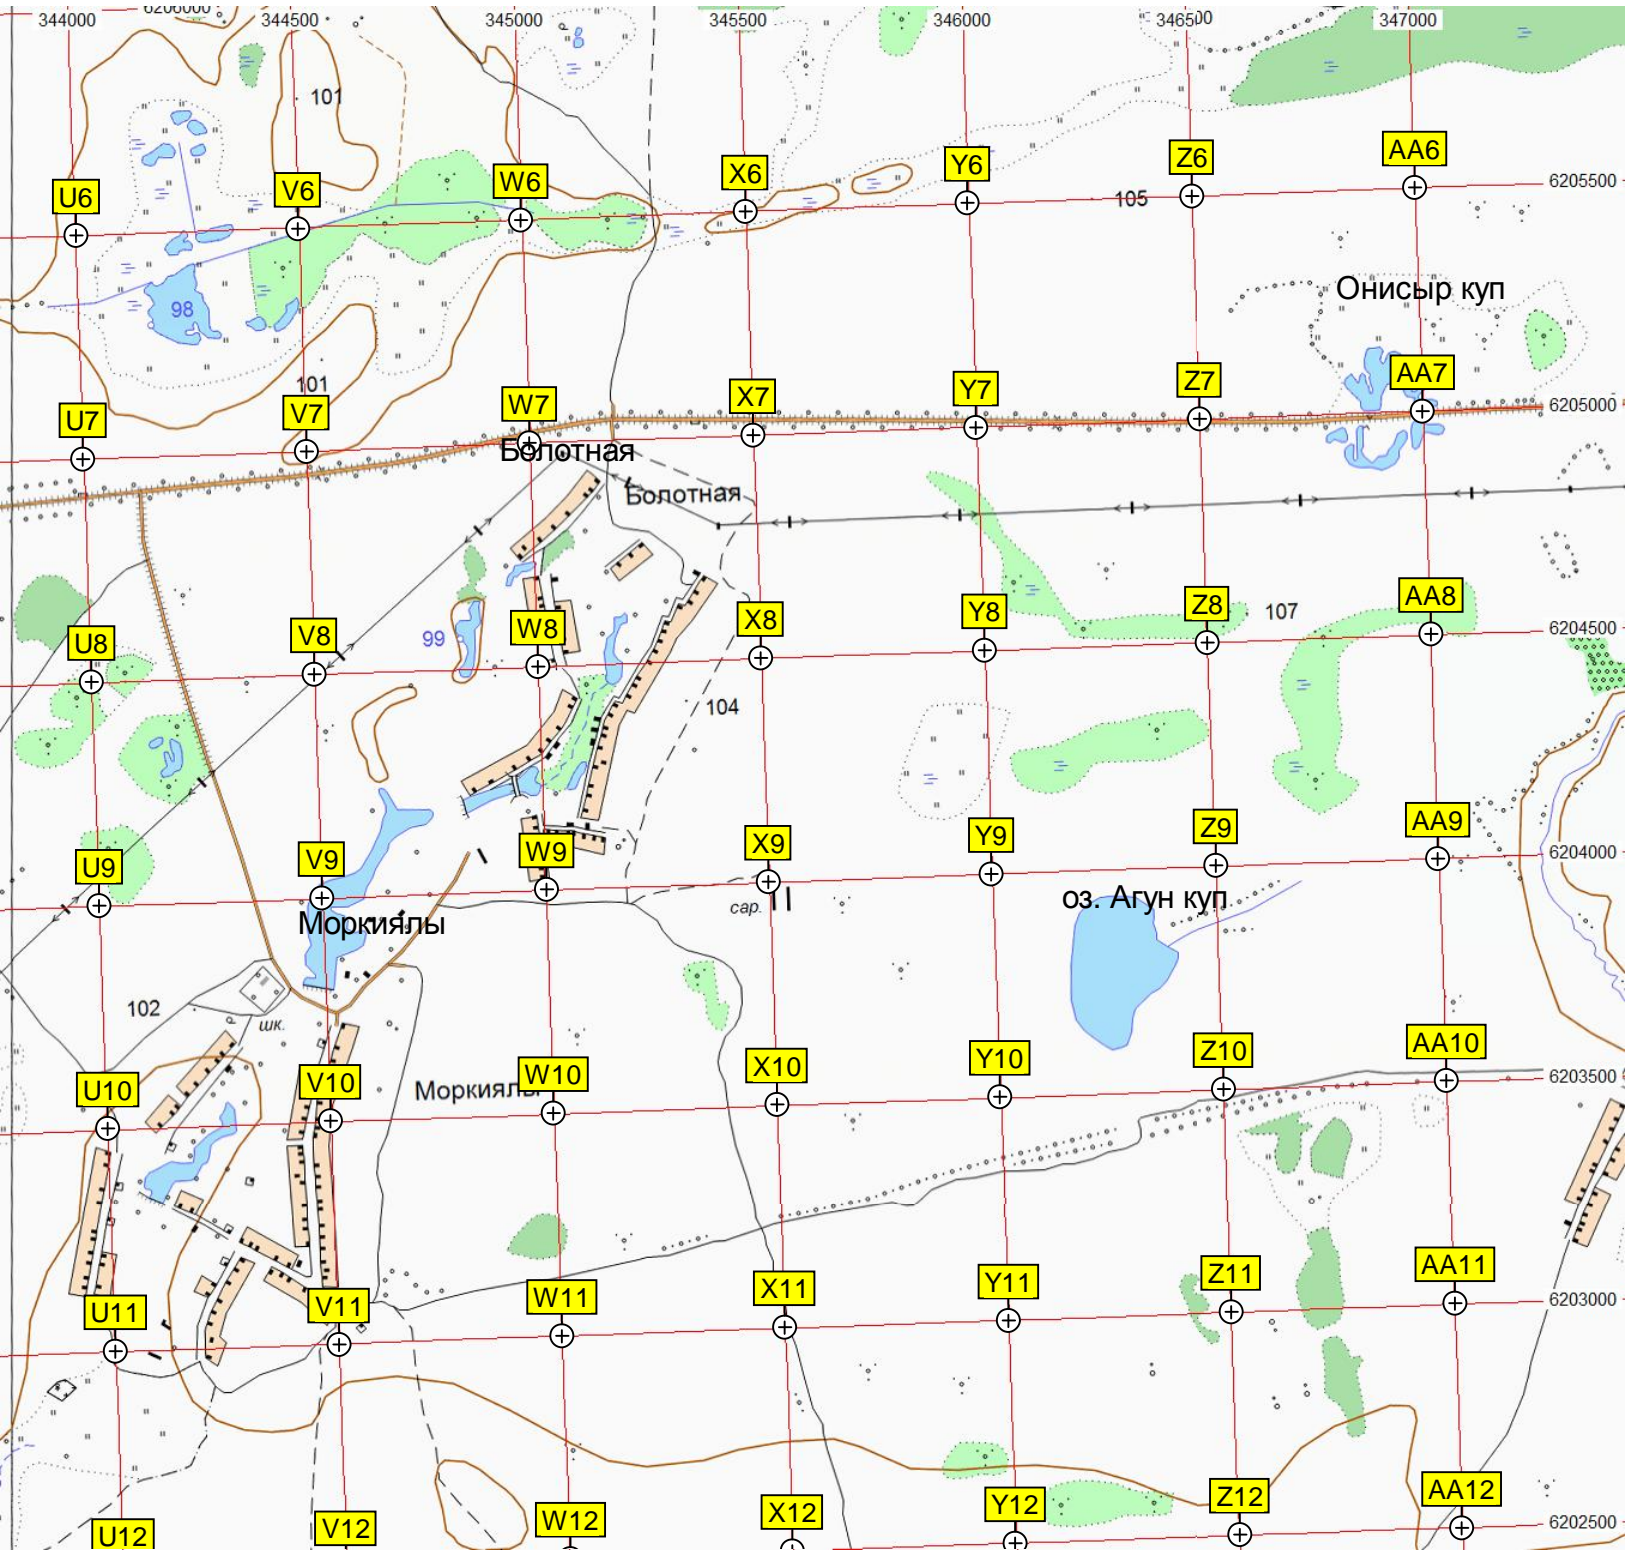 6206000
344000 344500 345000 345500 346000 346500 347000
101
U6 V6 W6 X6 Y6 Z6 AA6
6205500
105
98
Онисыр куп
101
U7 V7 W7 X7 Y7 Z7 AA7
6205000
Болотная
Болотная
99
U8 V8 W8 X8 Y8 Z8 AA8
107
6204500
104
U9 V9 W9 X9 Y9 Z9 AA9
6204000
сар.
оз. Агун куп
Моркиялы
102
шк.
U10 V10 W10 X10 Y10 Z10 AA10
6203500
Моркиялы
U11 V11 W11 X11 Y11 Z11 AA11
6203000
U12 V12 W12 X12 Y12 Z12 AA12
6202500